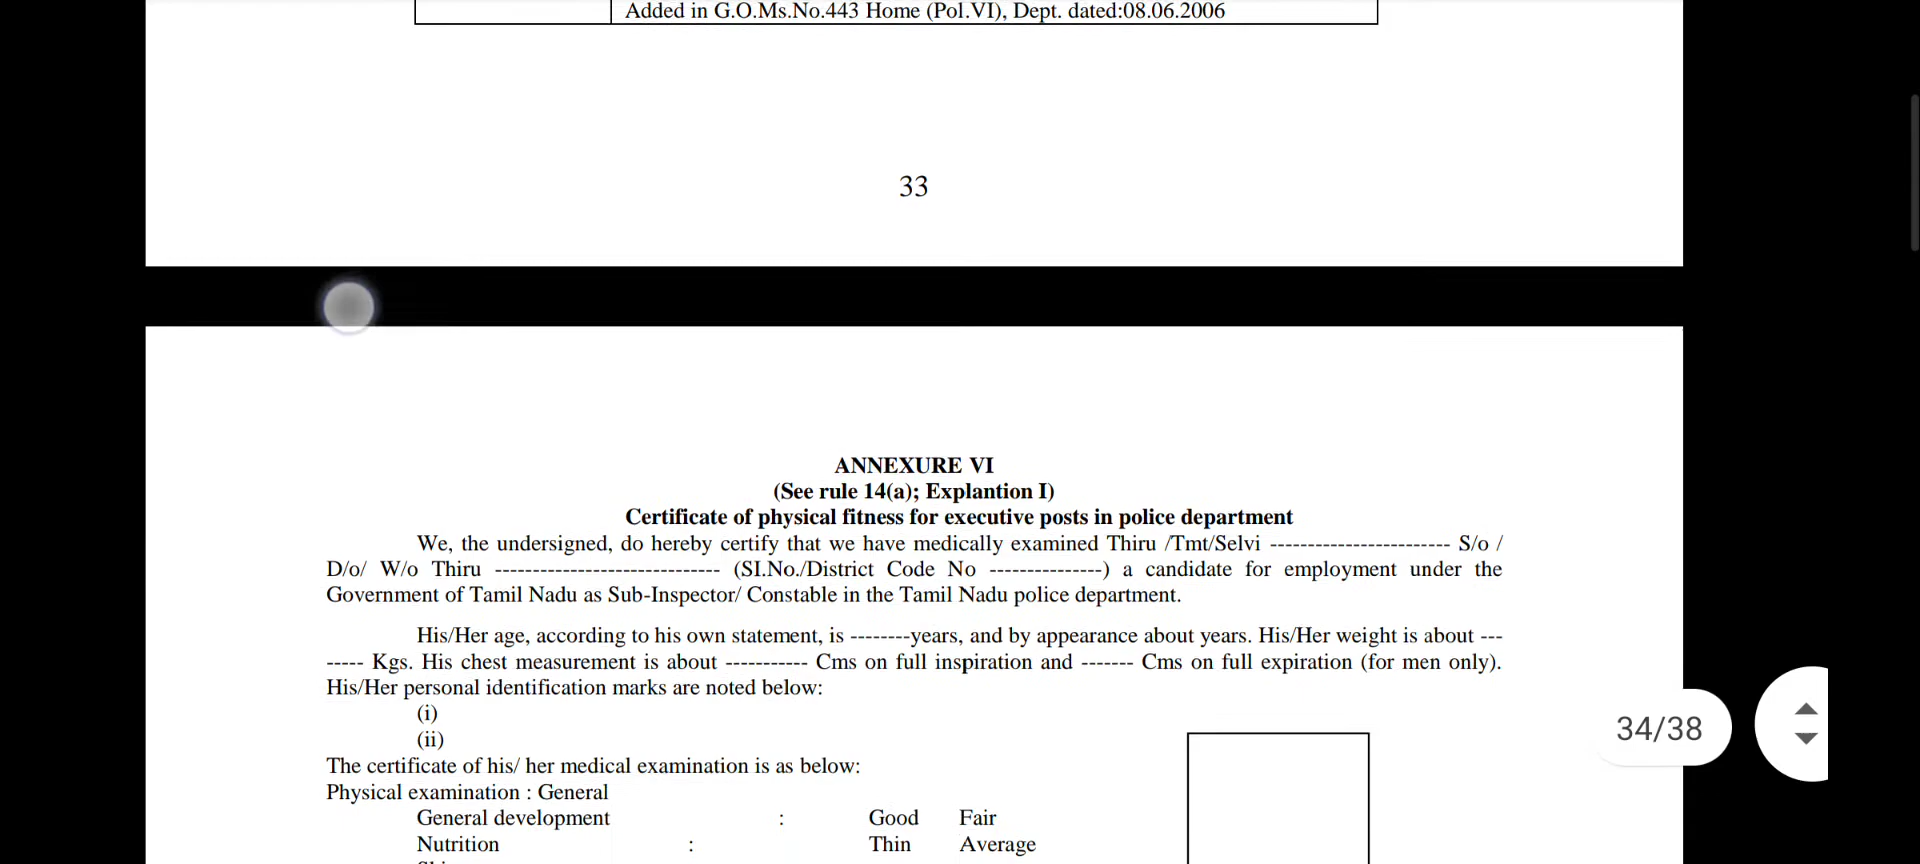 Added in G.O.Ms.No.443 Home (Pol.VI), Dept. dated:08.06.2006
33
ANNEXURE VI
(See rule 14(a); Explantion I)
Certificate of physical fitness for executive posts in police department
We, the undersigned, do hereby certify that we have medically examined Thiru /Tmt/Selvi ------------------------ S/o /
D/o/ W/o Thiru ------------------------------ (SI.No./District Code No ---------------) a candidate for employment under the
Government of Tamil Nadu as Sub-Inspector/ Constable in the Tamil Nadu police department.
His/Her age, according to his own statement, is --------years, and by appearance about years. His/Her weight is about ---
----- Kgs. His chest measurement is about ----------- Cms on full inspiration and ------- Cms on full expiration (for men only).
His/Her personal identification marks are noted below:
(i)
(ii)
The certificate of his/ her medical examination is as below:
Physical examination : General
General development : Good Fair
Nutrition : Thin Average
34/38